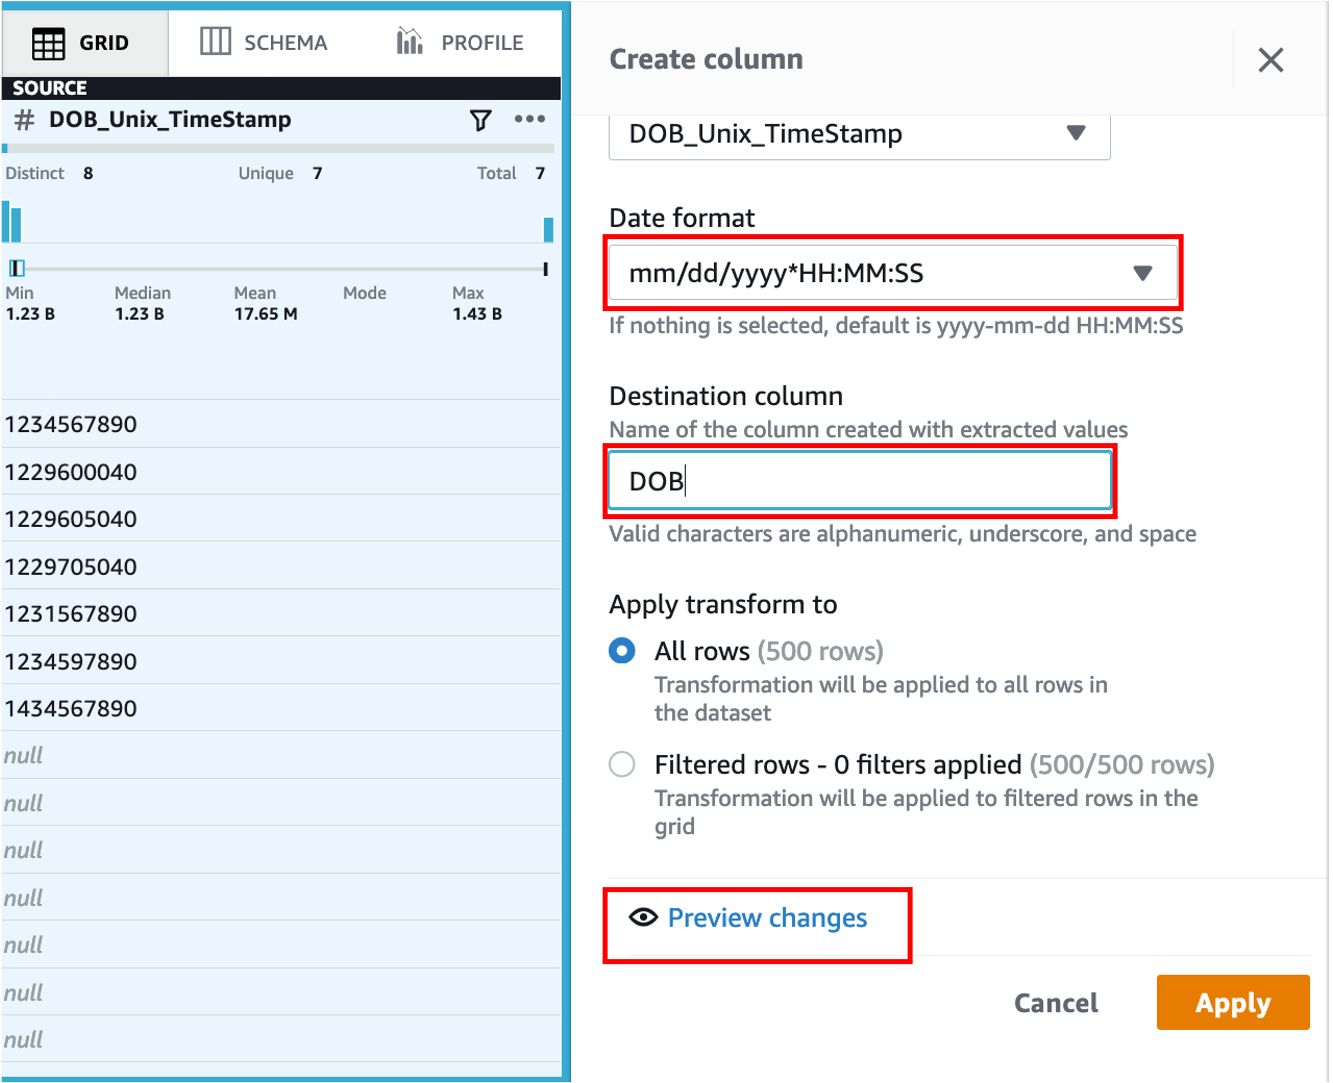 GRID SCHEMA PROFILE
SOURCE
# DOB_Unix_TimeStamp
Distinct 8 Unique 7 Total 7
Min Median Mean Mode Max
1.23 B 1.23 B 17.65 M 1.43 B
1234567890
1229600040
1229605040
1229705040
1231567890
1234597890
1434567890
null
null
null
null
null
null
null
Create column
DOB_Unix_TimeStamp
Date format
mm/dd/yyyy*HH:MM:SS
If nothing is selected, default is yyyy-mm-dd HH:MM:SS
Destination column
Name of the column created with extracted values
DOB
Valid characters are alphanumeric, underscore, and space
Apply transform to
All rows (500 rows)
Transformation will be applied to all rows in
the dataset
Filtered rows - 0 filters applied (500/500 rows)
Transformation will be applied to filtered rows in the
grid
Preview changes
Cancel Apply